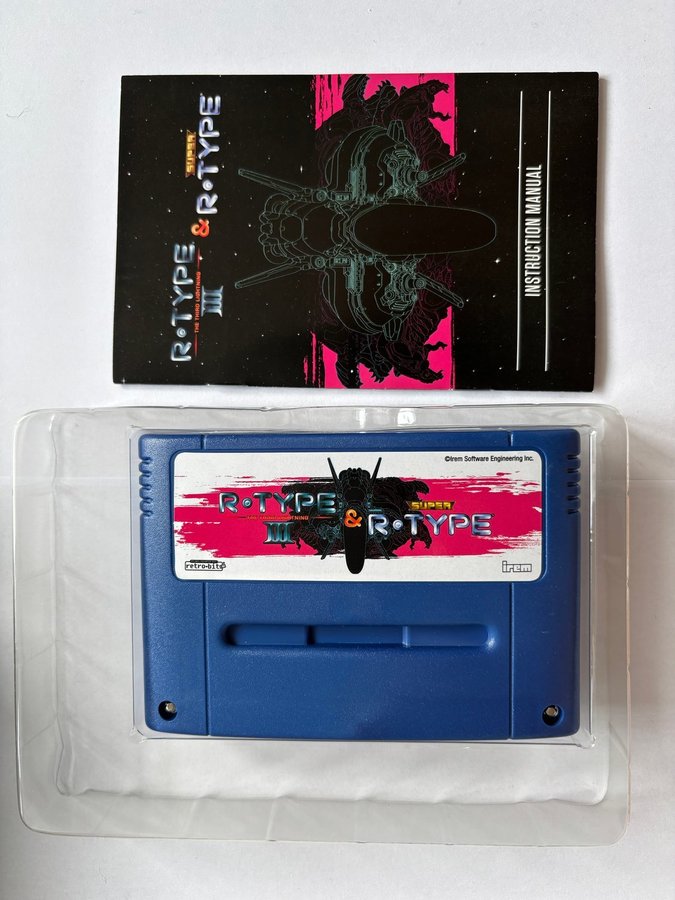 R•TYPE
THE THIRD LIGHTNING
III
&
SUPER
R•TYPE
INSTRUCTION MANUAL
©Irem Software Engineering Inc.
R•TYPE
THE THIRD LIGHTNING
III
&
SUPER
R•TYPE
retro-bit
irem